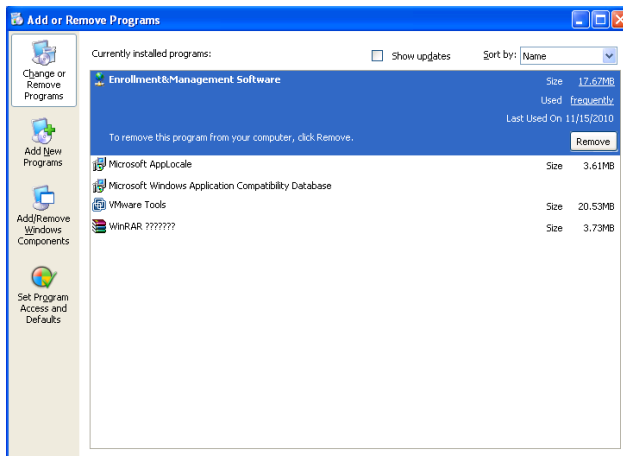 Add or Remove Programs
Change or
Remove
Programs
Add New
Programs
Add/Remove
Windows
Components
Set Program
Access and
Defaults
Currently installed programs:
Show updates
Sort by: Name
Enrollment&Management Software
Size 17.67MB
Used frequently
Last Used On 11/15/2010
To remove this program from your computer, click Remove.
Remove
Microsoft AppLocale Size 3.61MB
Microsoft Windows Application Compatibility Database
VMware Tools Size 20.53MB
WinRAR ??????? Size 3.73MB